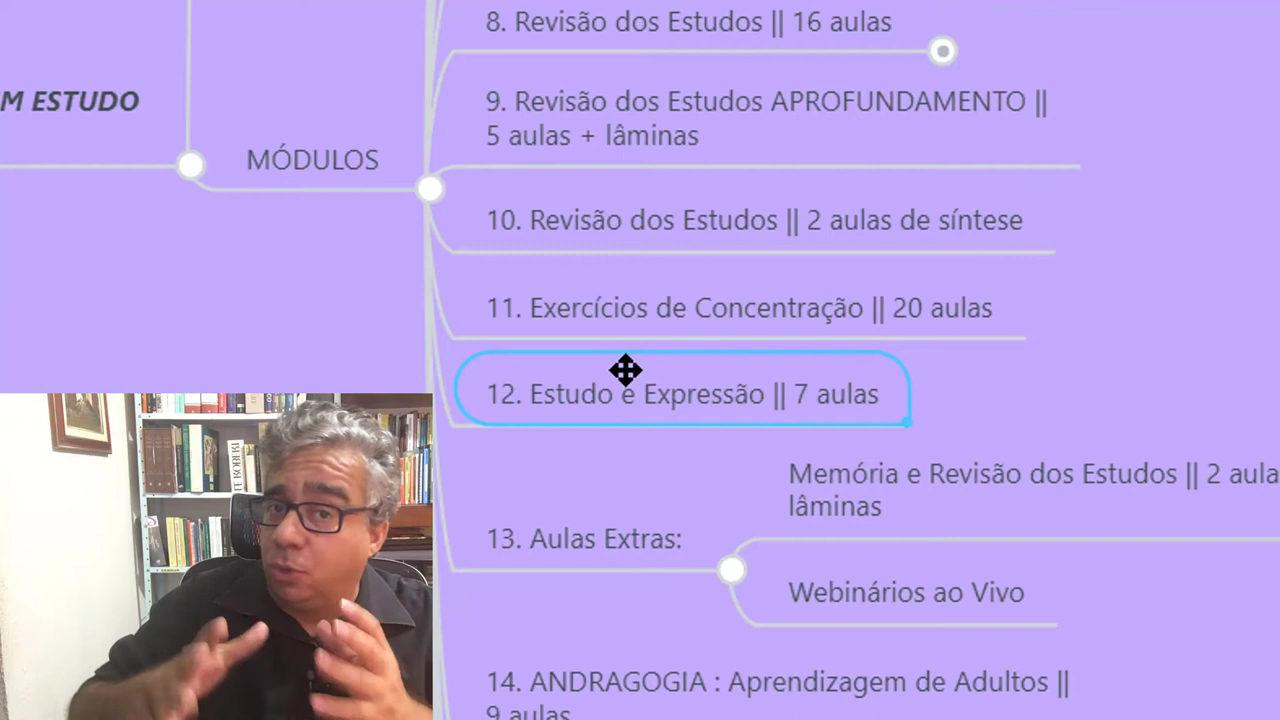 8. Revisão dos Estudos || 16 aulas
M ESTUDO
9. Revisão dos Estudos APROFUNDAMENTO ||
5 aulas + lâminas
MÓDULOS
10. Revisão dos Estudos || 2 aulas de síntese
11. Exercícios de Concentração || 20 aulas
12. Estudo e Expressão || 7 aulas
Memória e Revisão dos Estudos || 2 aula
lâminas
13. Aulas Extras:
Webinários ao Vivo
14. ANDRAGOGIA : Aprendizagem de Adultos ||
9 aulas